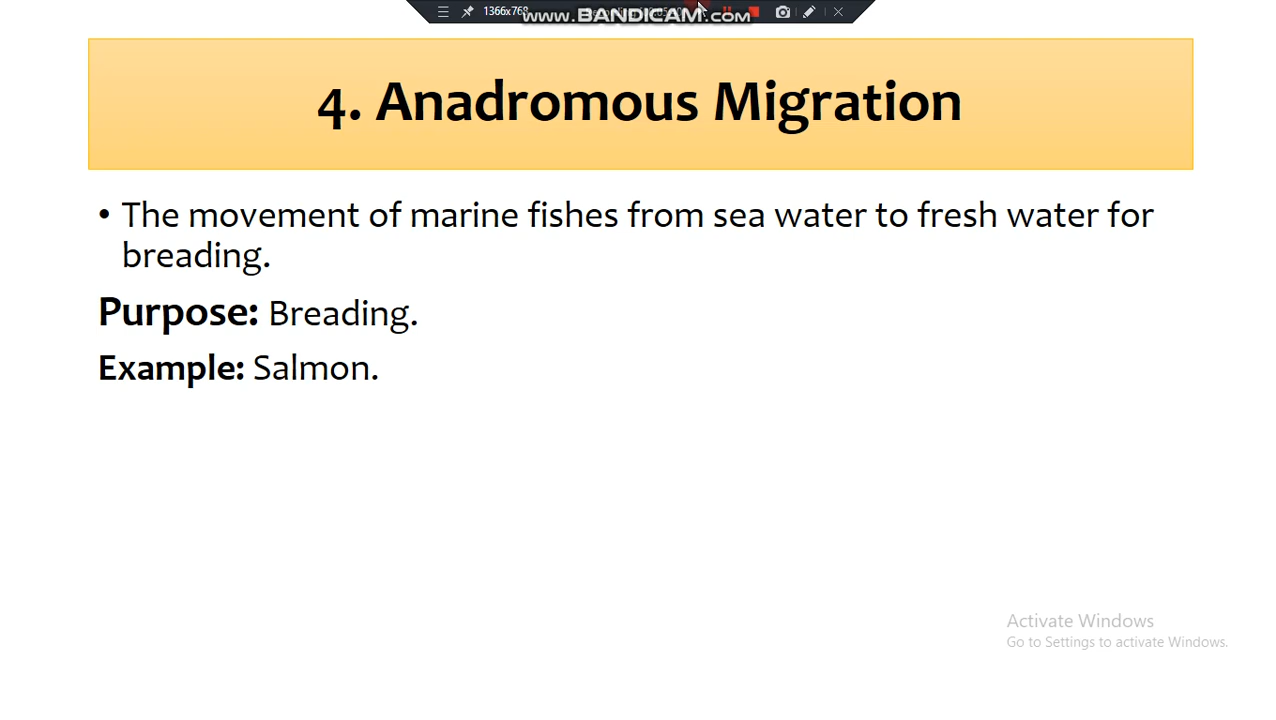 1366x768
www.BANDICAM.com
4. Anadromous Migration
• The movement of marine fishes from sea water to fresh water for
breading.
Purpose: Breading.
Example: Salmon.
Activate Windows
Go to Settings to activate Windows.